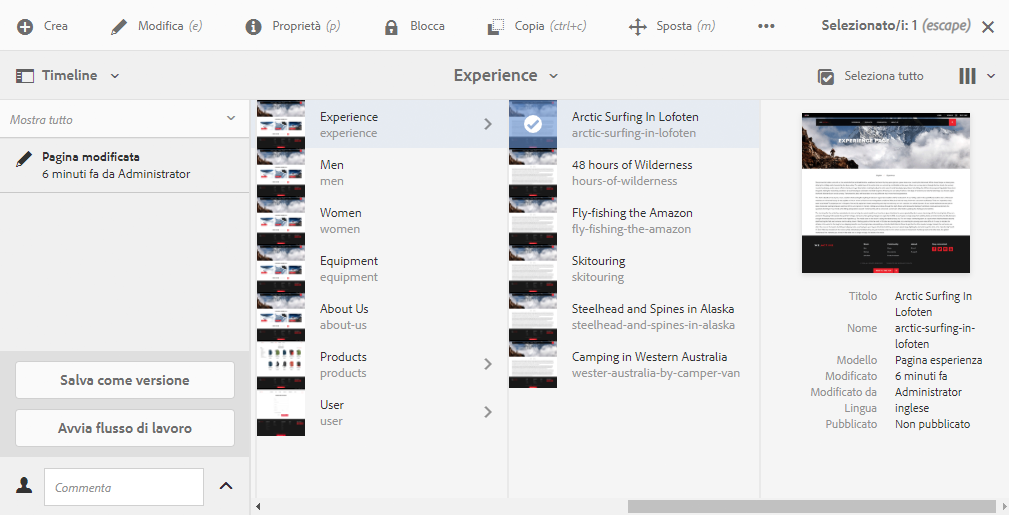 Crea
Modifica (e)
Proprietà (p)
Blocca
Copia (ctrl+c)
Sposta (m)
•••
Selezionato/i: 1 (escape)
Timeline
Experience
Seleziona tutto
Mostra tutto
Pagina modificata
6 minuti fa da Administrator
Salva come versione
Avvia flusso di lavoro
Commenta
Experience
experience
Men
men
Women
women
Equipment
equipment
About Us
about-us
Products
products
User
user
Arctic Surfing In Lofoten
arctic-surfing-in-lofoten
48 hours of Wilderness
hours-of-wilderness
Fly-fishing the Amazon
fly-fishing-the-amazon
Skitouring
skitouring
Steelhead and Spines in Alaska
steelhead-and-spines-in-alaska
Camping in Western Australia
wester-australia-by-camper-van
EXPERIENCE PAGE
Titolo Arctic Surfing In
Lofoten
Nome arctic-surfing-in-
lofoten
Modello Pagina esperienza
Modificato 6 minuti fa
Modificato da Administrator
Lingua inglese
Pubblicato Non pubblicato